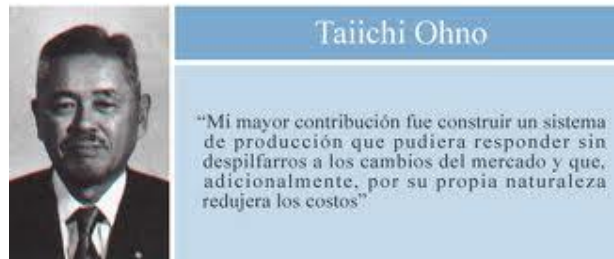 Taiichi Ohno
“Mi mayor contribución fue construir un sistema
de producción que pudiera responder sin
despilfarros a los cambios del mercado y que,
adicionalmente, por su propia naturaleza
redujera los costos”